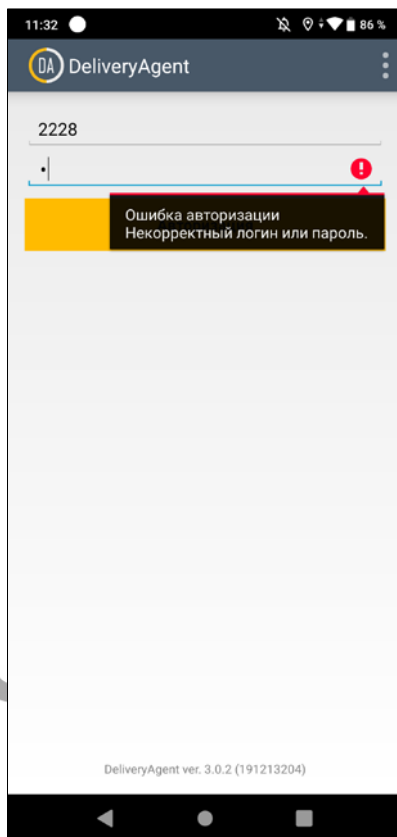 11:32 86 %
DA DeliveryAgent
2228
•
Ошибка авторизации
Некорректный логин или пароль.
DeliveryAgent ver. 3.0.2 (191213204)